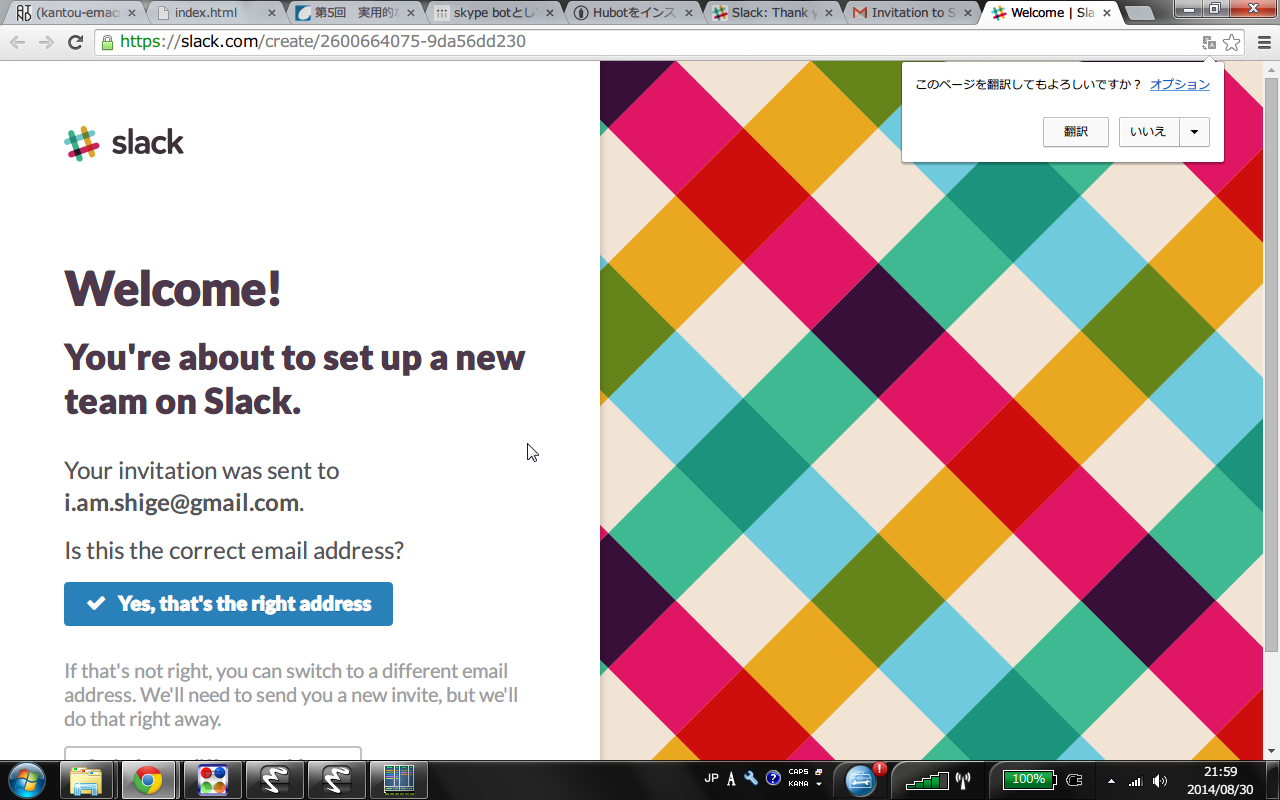 (kantou-emac
index.html
第5回 実用的な
skype botとし
Hubotをインス
Slack: Thank y
Invitation to S
Welcome | Sla
https://slack.com/create/2600664075-9da56dd230
このページを翻訳してもよろしいですか？ オプション
翻訳
いいえ
slack
Welcome!
You're about to set up a new
team on Slack.
Your invitation was sent to
i.am.shige@gmail.com.
Is this the correct email address?
Yes, that's the right address
If that's not right, you can switch to a different email
address. We'll need to send you a new invite, but we'll
do that right away.
JP A CAPS
KANA
100%
21:59
2014/08/30